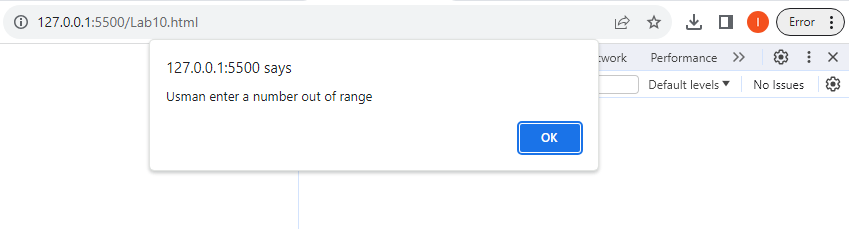 127.0.0.1:5500/Lab10.html
I
Error
127.0.0.1:5500 says
Usman enter a number out of range
OK
twork
Performance
Default levels
No Issues